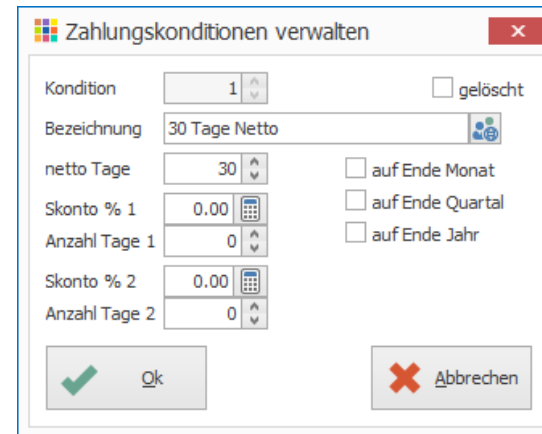 Zahlungskonditionen verwalten
Kondition 1 gelöscht
Bezeichnung 30 Tage Netto
netto Tage 30 auf Ende Monat
Skonto % 1 0.00 auf Ende Quartal
Anzahl Tage 1 0 auf Ende Jahr
Skonto % 2 0.00
Anzahl Tage 2 0
Ok Abbrechen